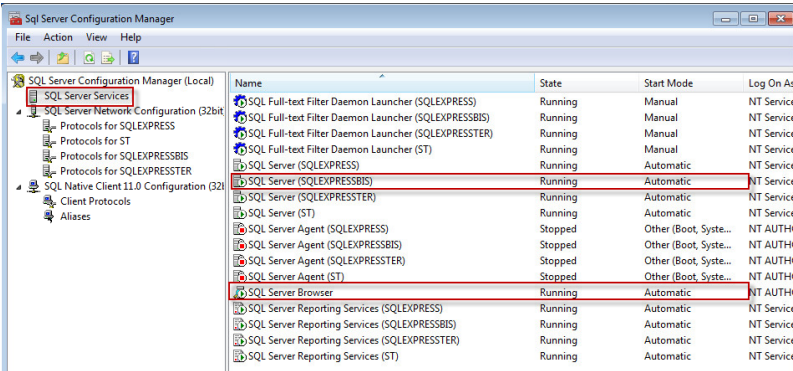 Sql Server Configuration Manager
File Action View Help
SQL Server Configuration Manager (Local)
SQL Server Services
SQL Server Network Configuration (32bit
Protocols for SQLEXPRESS
Protocols for ST
Protocols for SQLEXPRESSBIS
Protocols for SQLEXPRESSTER
SQL Native Client 11.0 Configuration (32
Client Protocols
Aliases
Name State Start Mode Log On As
SQL Full-text Filter Daemon Launcher (SQLEXPRESS) Running Manual NT Service
SQL Full-text Filter Daemon Launcher (SQLEXPRESSBIS) Running Manual NT Service
SQL Full-text Filter Daemon Launcher (SQLEXPRESSTER) Running Manual NT Service
SQL Full-text Filter Daemon Launcher (ST) Running Manual NT Service
SQL Server (SQLEXPRESS) Running Automatic NT Service
SQL Server (SQLEXPRESSBIS) Running Automatic NT Service
SQL Server (SQLEXPRESSTER) Running Automatic NT Service
SQL Server (ST) Running Automatic NT Service
SQL Server Agent (SQLEXPRESS) Stopped Other (Boot, Syste... NT AUTHO
SQL Server Agent (SQLEXPRESSBIS) Stopped Other (Boot, Syste... NT AUTHO
SQL Server Agent (SQLEXPRESSTER) Stopped Other (Boot, Syste... NT AUTHO
SQL Server Agent (ST) Stopped Other (Boot, Syste... NT AUTHO
SQL Server Browser Running Automatic NT AUTHO
SQL Server Reporting Services (SQLEXPRESS) Running Automatic NT Service
SQL Server Reporting Services (SQLEXPRESSBIS) Running Automatic NT Service
SQL Server Reporting Services (SQLEXPRESSTER) Running Automatic NT Service
SQL Server Reporting Services (ST) Running Automatic NT Service